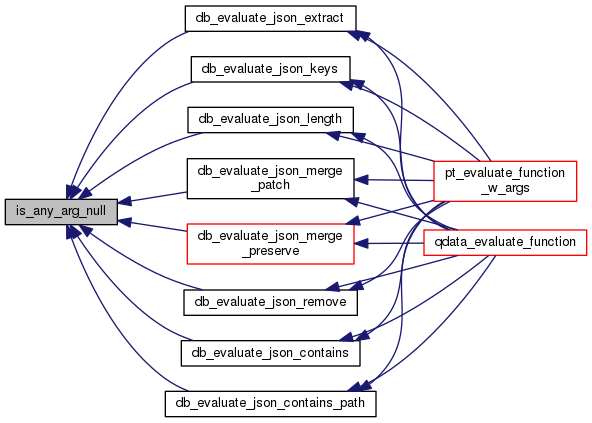 db_evaluate_json_extract
db_evaluate_json_keys
db_evaluate_json_length
db_evaluate_json_merge
_patch
pt_evaluate_function
_w_args
is_any_arg_null
db_evaluate_json_merge
_preserve
qdata_evaluate_function
db_evaluate_json_remove
db_evaluate_json_contains
db_evaluate_json_contains_path